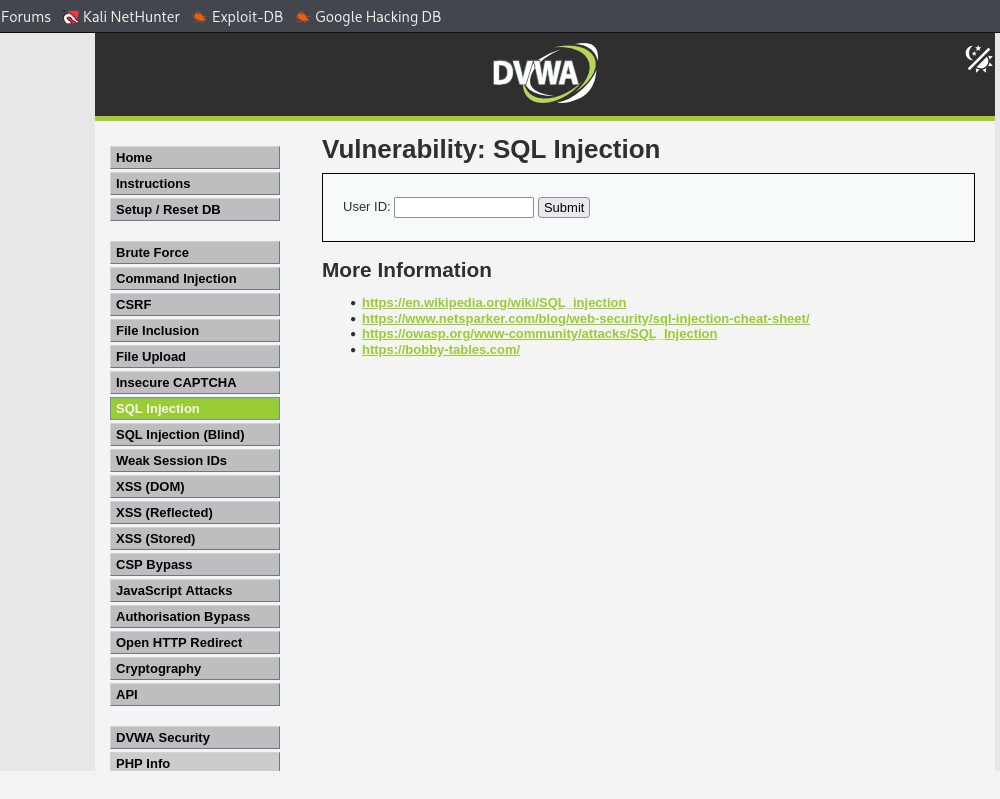 Forums Kali NetHunter Exploit-DB Google Hacking DB
DVWA
Home
Instructions
Setup / Reset DB
Brute Force
Command Injection
CSRF
File Inclusion
File Upload
Insecure CAPTCHA
SQL Injection
SQL Injection (Blind)
Weak Session IDs
XSS (DOM)
XSS (Reflected)
XSS (Stored)
CSP Bypass
JavaScript Attacks
Authorisation Bypass
Open HTTP Redirect
Cryptography
API
DVWA Security
PHP Info
Vulnerability: SQL Injection
User ID: Submit
More Information
https://en.wikipedia.org/wiki/SQL_injection
https://www.netsparker.com/blog/web-security/sql-injection-cheat-sheet/
https://owasp.org/www-community/attacks/SQL_Injection
https://bobby-tables.com/